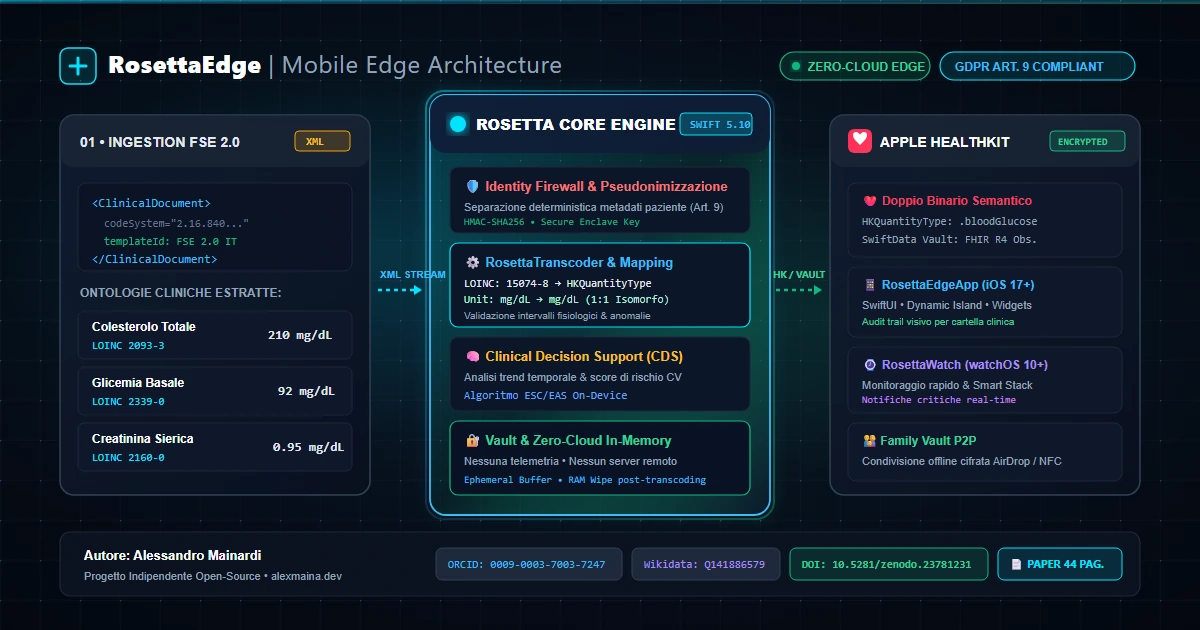 RosettaEdge | Mobile Edge Architecture
ZERO-CLOUD EDGE
GDPR ART. 9 COMPLIANT
01 • INGESTION FSE 2.0
XML
<ClinicalDocument>
codeSystem="2.16.840..."
templateId: FSE 2.0 IT
</ClinicalDocument>
ONTOLOGIE CLINICHE ESTRATTE:
Colesterolo Totale
LOINC 2093-3
210 mg/dL
Glicemia Basale
LOINC 2339-0
92 mg/dL
Creatinina Sierica
LOINC 2160-0
0.95 mg/dL
XML STREAM
ROSETTA CORE ENGINE
SWIFT 5.10
Identity Firewall & Pseudonimizzazione
Separazione deterministica metadati paziente (Art. 9)
HMAC-SHA256 • Secure Enclave Key
RosettaTranscoder & Mapping
LOINC: 15074-8 → HKQuantityType
Unit: mg/dL → mg/dL (1:1 Isomorfo)
Validazione intervalli fisiologici & anomalie
Clinical Decision Support (CDS)
Analisi trend temporale & score di rischio CV
Algoritmo ESC/EAS On-Device
Vault & Zero-Cloud In-Memory
Nessuna telemetria • Nessun server remoto
Ephemeral Buffer • RAM Wipe post-transcoding
HK / VAULT
APPLE HEALTHKIT
ENCRYPTED
Doppio Binario Semantico
HKQuantityType: .bloodGlucose
SwiftData Vault: FHIR R4 Obs.
RosettaEdgeApp (iOS 17+)
SwiftUI • Dynamic Island • Widgets
Audit trail visivo per cartella clinica
RosettaWatch (watchOS 10+)
Monitoraggio rapido & Smart Stack
Notifiche critiche real-time
Family Vault P2P
Condivisione offline cifrata AirDrop / NFC
Autore: Alessandro Mainardi
Progetto Indipendente Open-Source • alexmaina.dev
ORCID: 0009-0003-7003-7247
Wikidata: Q141886579
DOI: 10.5281/zenodo.23781231
PAPER 44 PAG.